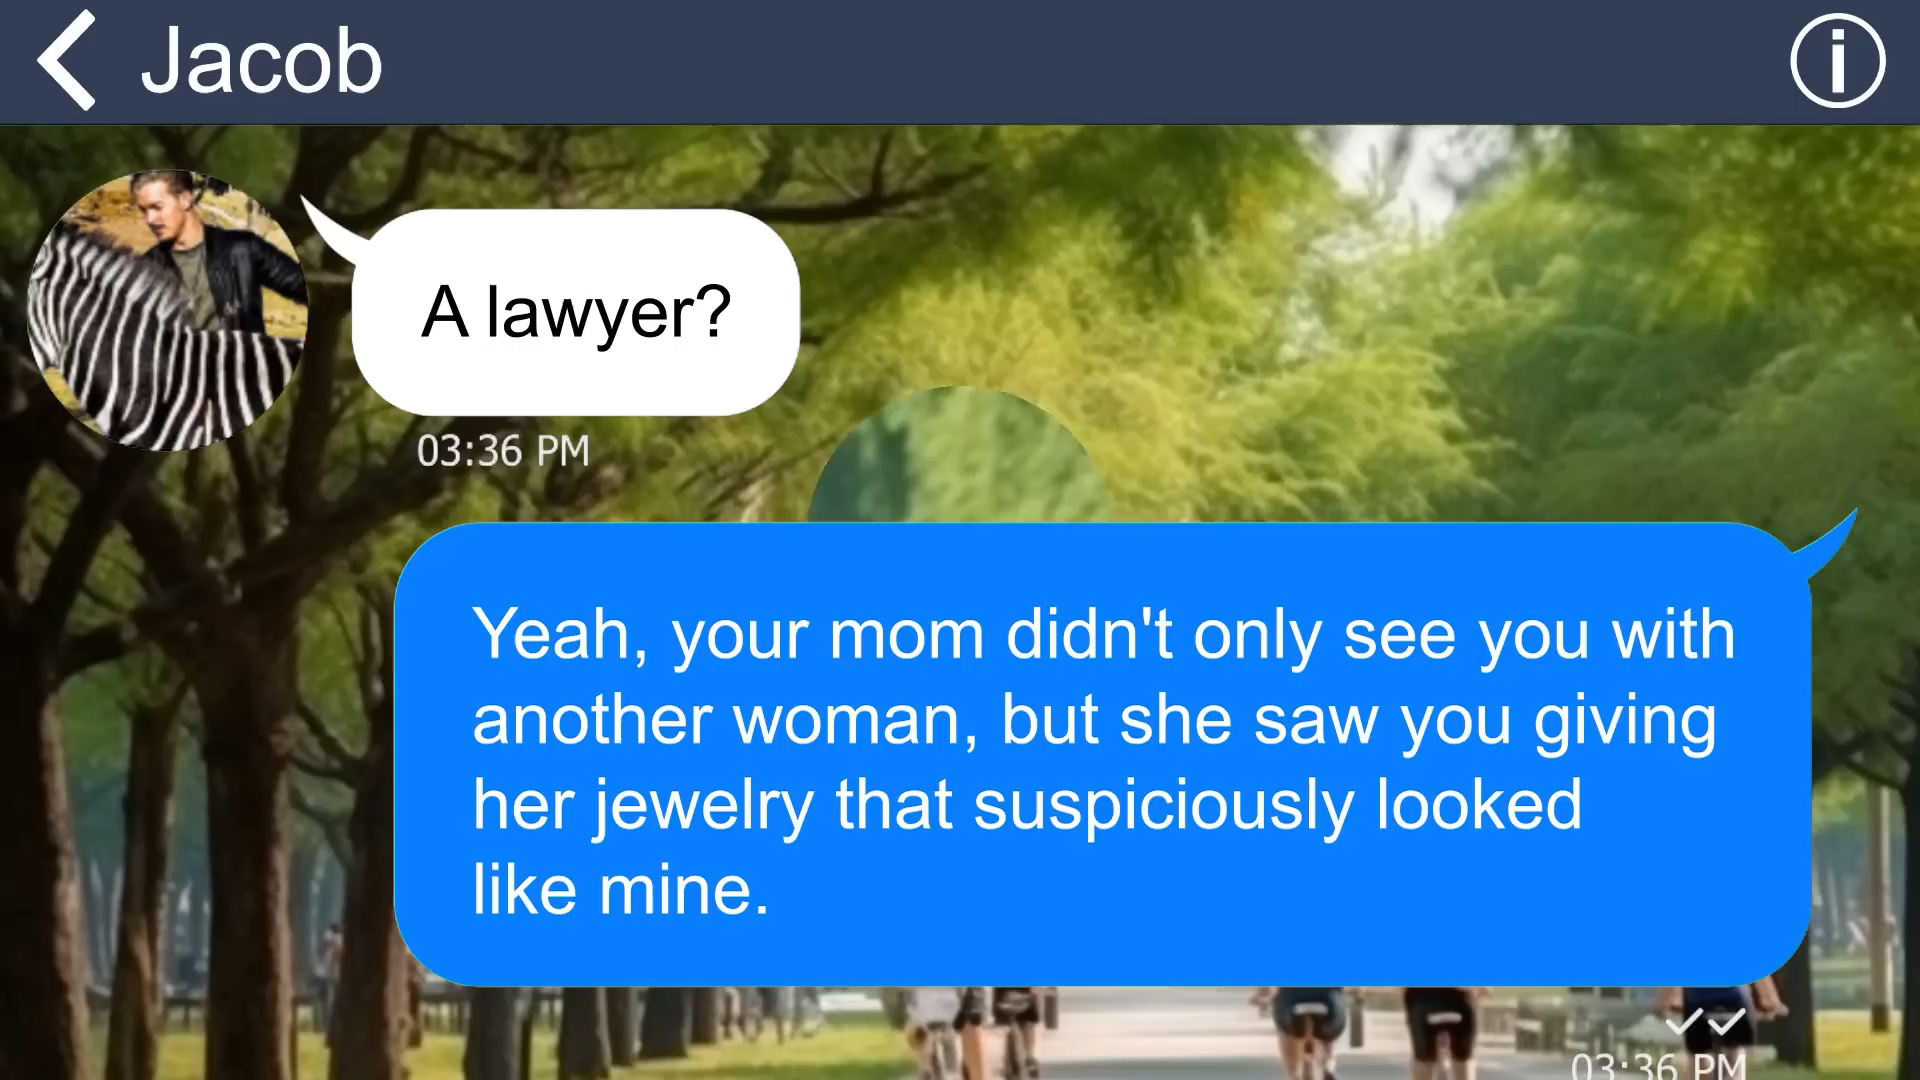 Jacob
A lawyer?
03:36 PM
Yeah, your mom didn't only see you with
another woman, but she saw you giving
her jewelry that suspiciously looked
like mine.
03:36 PM